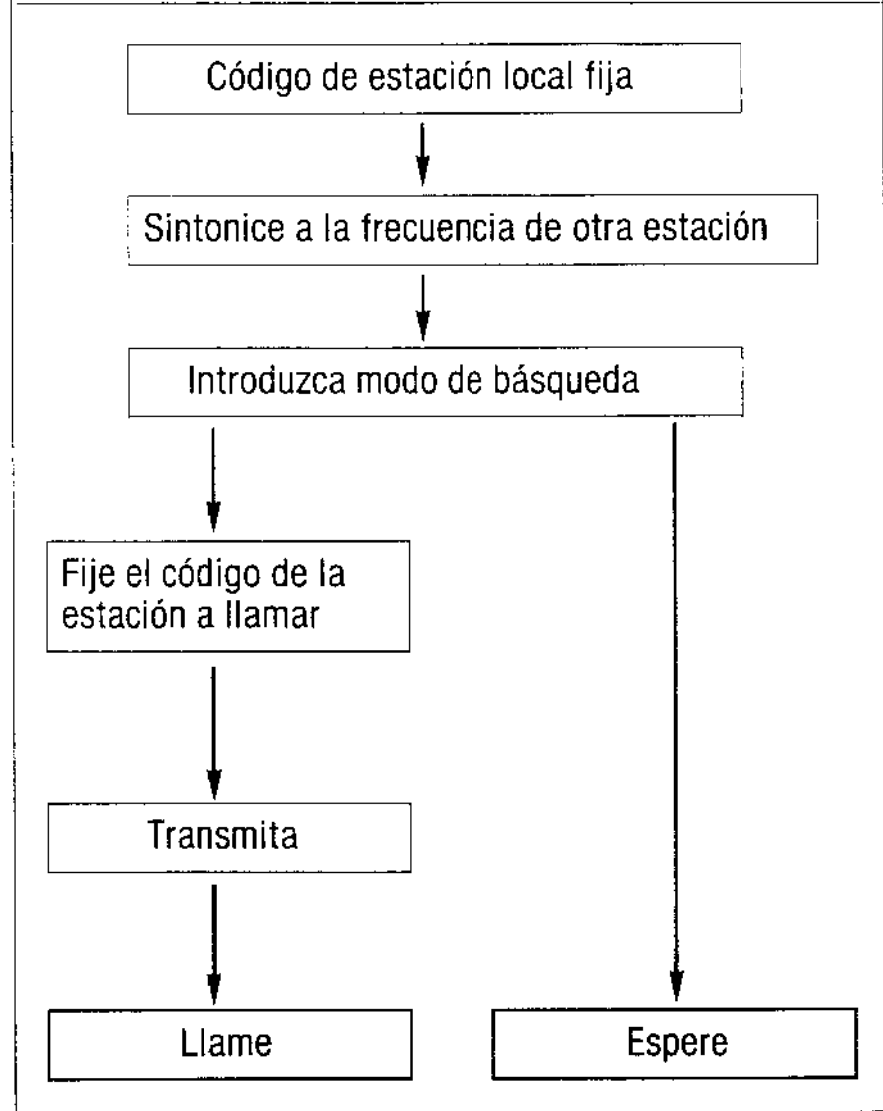 Código de estación local fija
Sintonice a la frecuencia de otra estación
Introduzca modo de básqueda
Fije el código de la
estación a llamar
Transmita
Llame
Espere